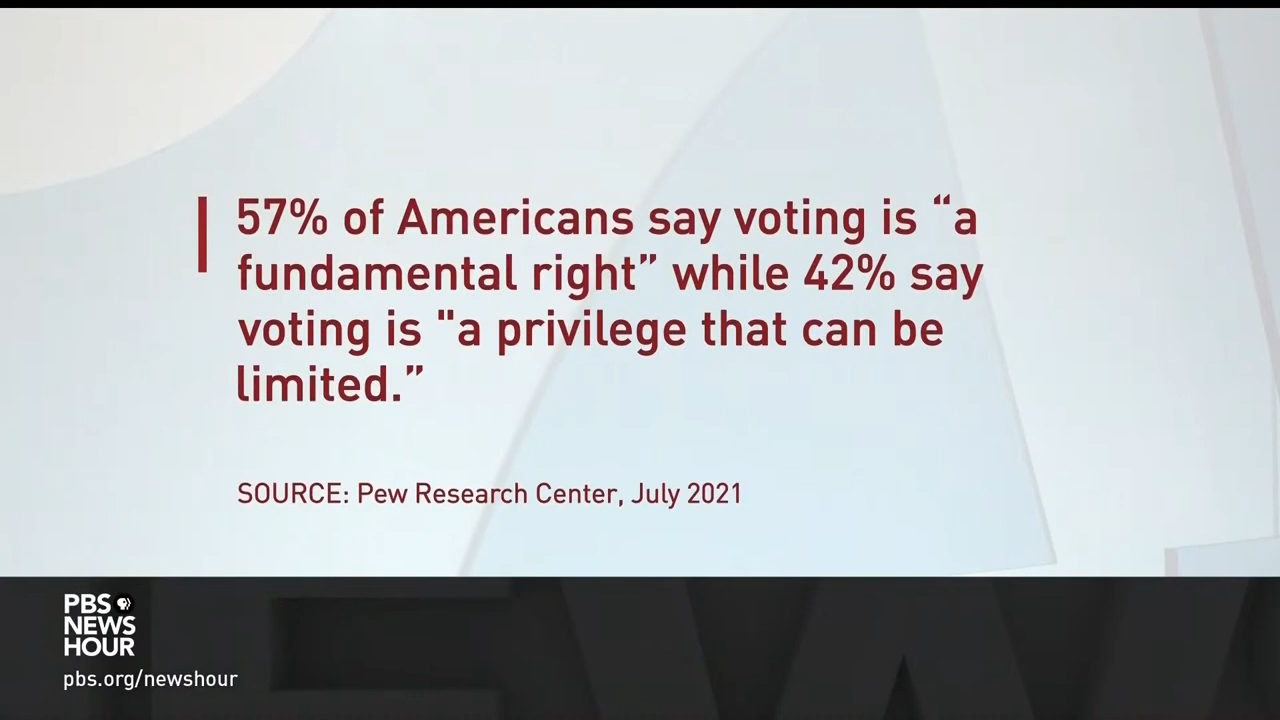 57% of Americans say voting is “a
fundamental right” while 42% say
voting is "a privilege that can be
limited.”
SOURCE: Pew Research Center, July 2021
PBS
NEWS
HOUR
pbs.org/newshour